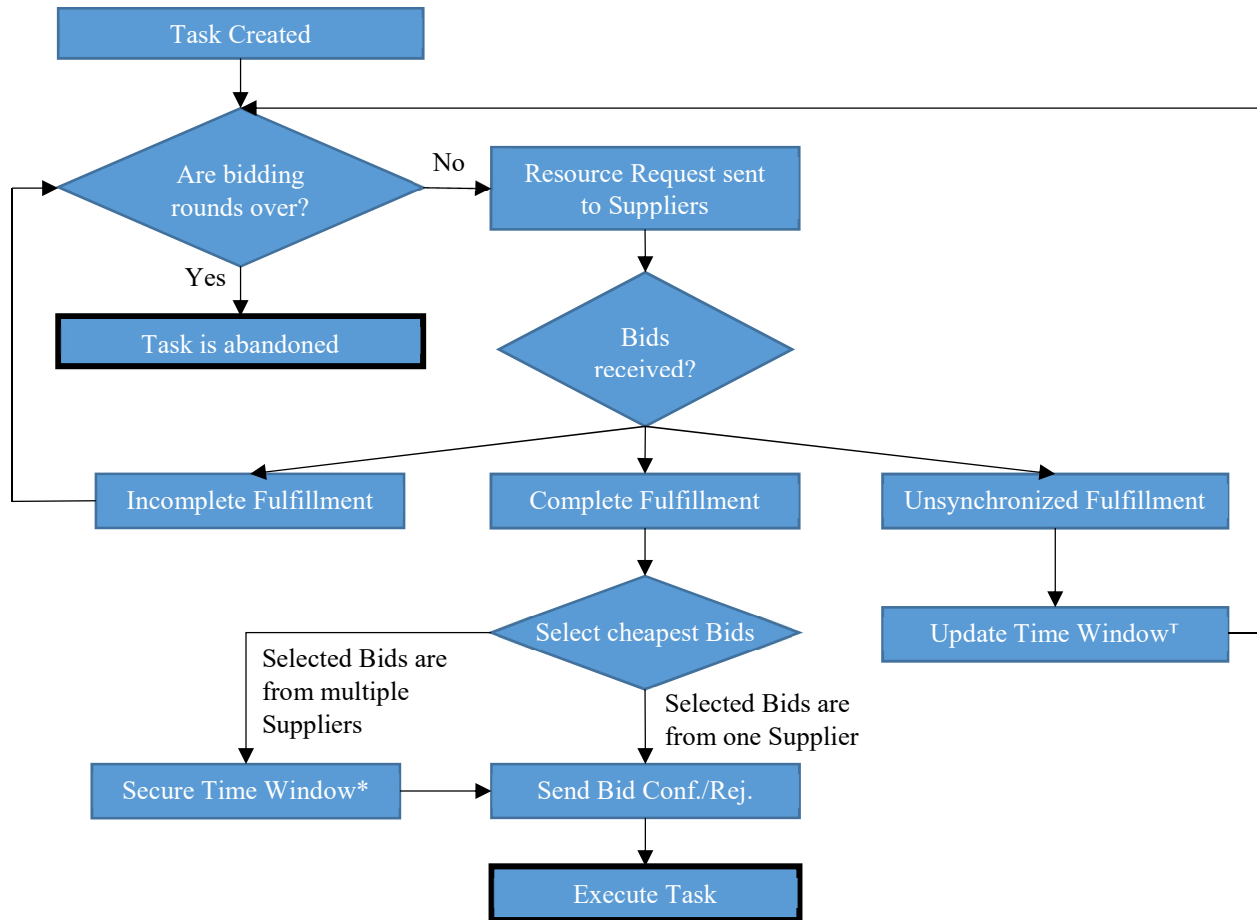 Task Created
Are bidding
rounds over?
No
Resource Request sent
to Suppliers
Yes
Task is abandoned
Bids
received?
Incomplete Fulfillment
Complete Fulfillment
Unsynchronized Fulfillment
Select cheapest Bids
Update Time Windowᵀ
Selected Bids are
from multiple
Suppliers
Selected Bids are
from one Supplier
Secure Time Window*
Send Bid Conf./Rej.
Execute Task